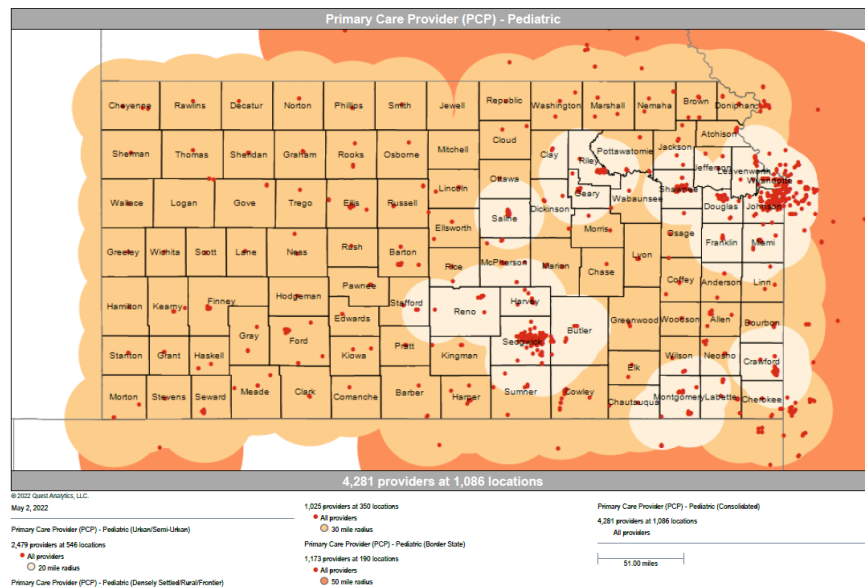 Primary Care Provider (PCP) - Pediatric
Cheyenne Rawlins Decatur Norton Phillips Smith Jewell Republic Washington Marshall Nemaha Brown Doniphan
Sherman Thomas Sheridan Graham Rooks Osborne Mitchell Cloud Clay Riley Pottawatomie Jackson Atchison
Jefferson Leavenworth Wyandotte
Wallace Logan Gove Trego Ellis Russell Lincoln Ottawa Saline Dickinson Geary Wabaunsee Shawnee Douglas Johnson
Greeley Wichita Scott Lane Ness Rush Barton Ellsworth Rice McPherson Marion Morris Chase Lyon Osage Franklin Miami
Coffey Anderson Linn
Hamilton Kearny Finney Hodgeman Pawnee Stafford Reno Harvey
Gray Ford Edwards Kiowa Pratt Kingman Sedgwick Butler Greenwood Woodson Allen Bourbon
Stanton Grant Haskell Elk Wilson Neosho Crawford
Morton Stevens Seward Meade Clark Comanche Barber Harper Sumner Cowley Chautauqua Montgomery Labette Cherokee
4,281 providers at 1,086 locations
© 2022 Quest Analytics, LLC.
May 2, 2022
Primary Care Provider (PCP) - Pediatric (Urban/Semi-Urban)
2,479 providers at 546 locations
All providers
20 mile radius
Primary Care Provider (PCP) - Pediatric (Densely Settled/Rural/Frontier)
1,025 providers at 350 locations
All providers
30 mile radius
Primary Care Provider (PCP) - Pediatric (Border State)
1,173 providers at 190 locations
All providers
50 mile radius
Primary Care Provider (PCP) - Pediatric (Consolidated)
4,281 providers at 1,086 locations
All providers
51.00 miles